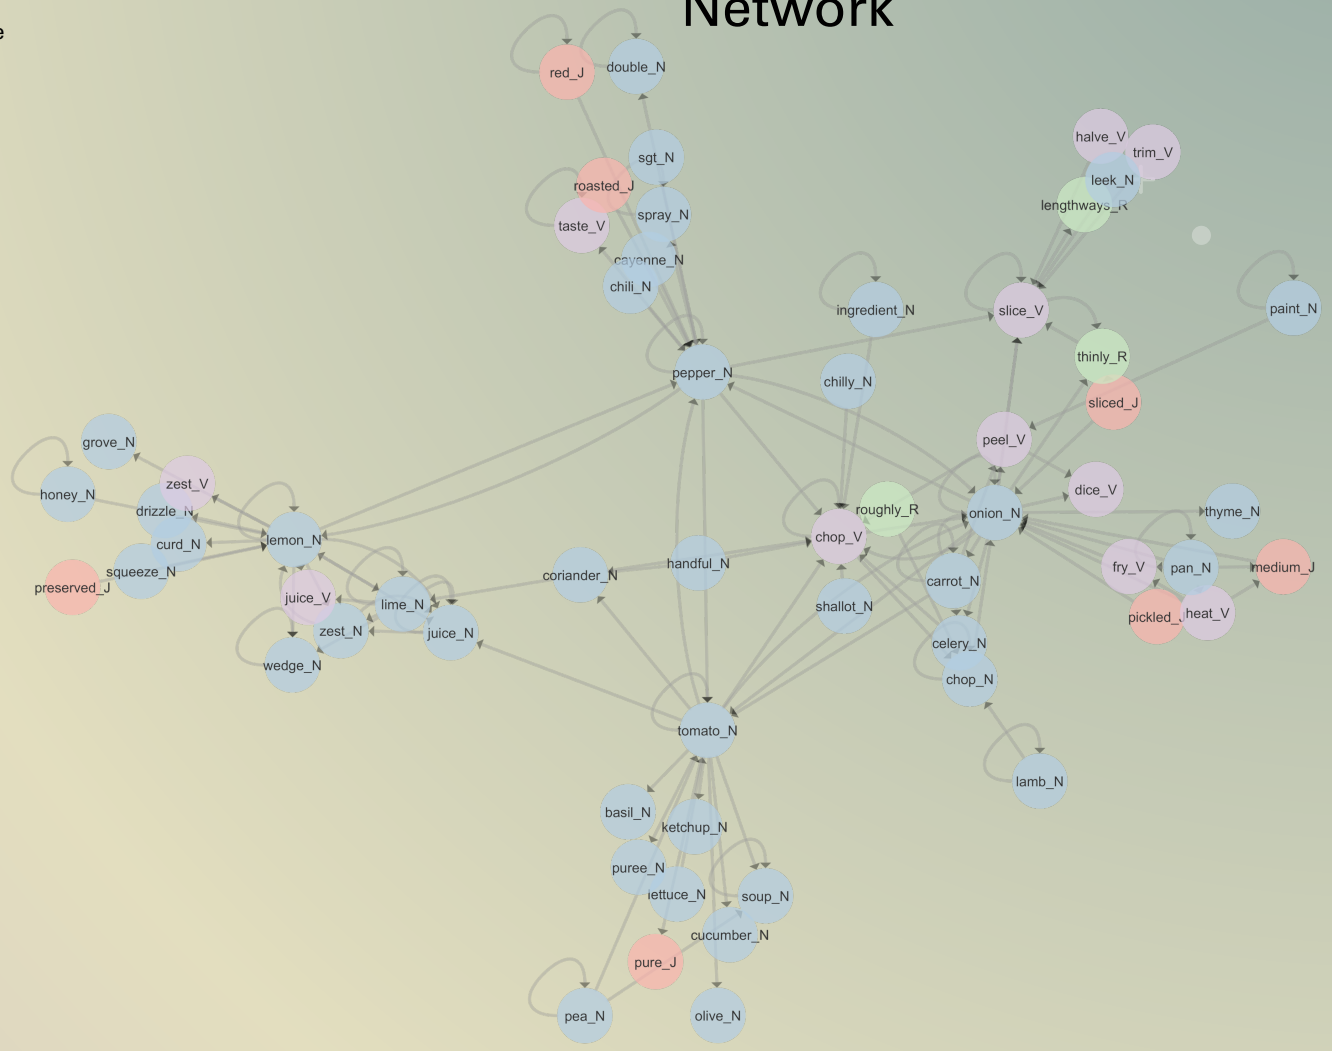 Network
e
red_J
double_N
halve_V
trim_V
sgt_N
leek_N
roasted_J
lengthways_R
spray_N
taste_V
cayenne_N
chili_N
ingredient_N
slice_V
paint_N
thinly_R
pepper_N
chilly_N
sliced_J
grove_N
peel_V
zest_V
honey_N
dice_V
drizzle_N
roughly_R
onion_N
thyme_N
lemon_N
chop_V
curd_N
handful_N
fry_V
pan_N
medium_J
squeeze_N
coriander_N
carrot_N
preserved_J
juice_V
lime_N
shallot_N
heat_V
pickled_J
zest_N
juice_N
celery_N
wedge_N
chop_N
tomato_N
lamb_N
basil_N
ketchup_N
puree_N
lettuce_N
soup_N
cucumber_N
pure_J
pea_N
olive_N